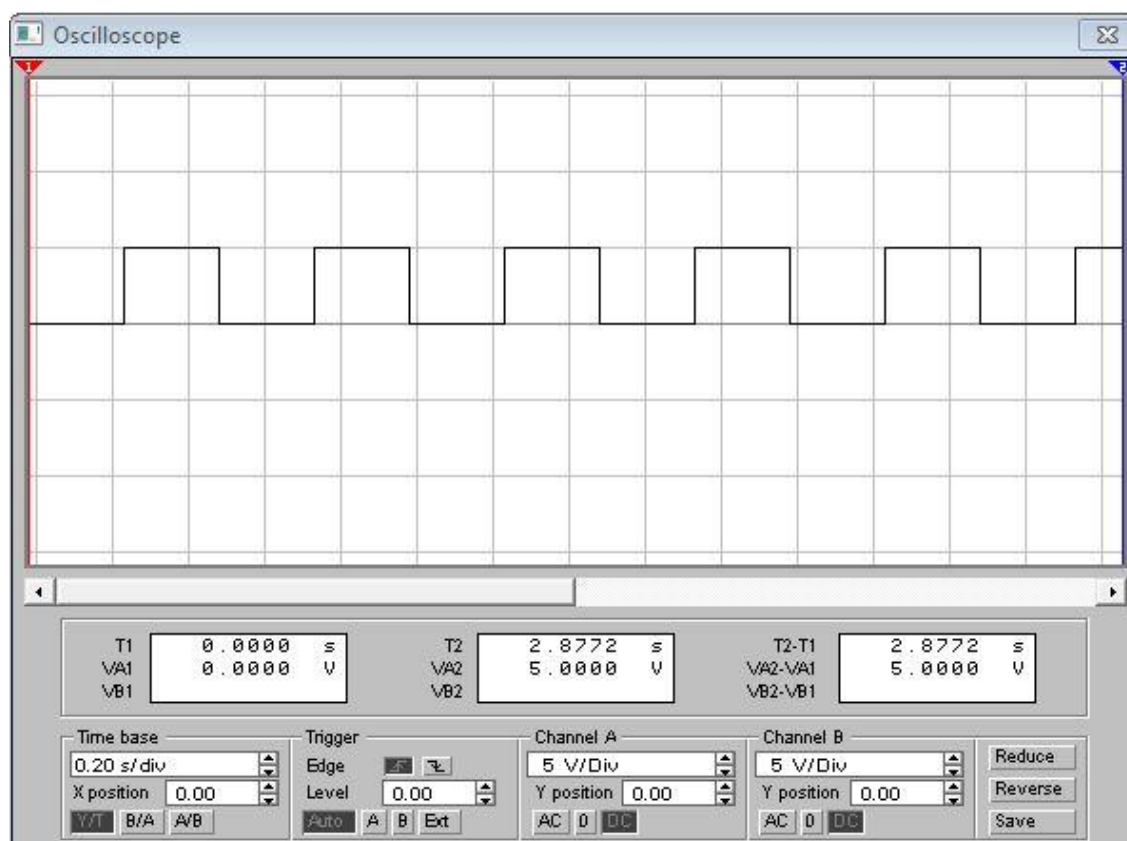 Oscilloscope
1
2
T1 0.0000 s
VA1 0.0000 V
VB1
T2 2.8772 s
VA2 5.0000 V
VB2
T2-T1 2.8772 s
VA2-VA1 5.0000 V
VB2-VB1
Time base
0.20 s/div
X position 0.00
Y/T B/A A/B
Trigger
Edge
Level 0.00
Auto A B Ext
Channel A
5 V/Div
Y position 0.00
AC 0 DC
Channel B
5 V/Div
Y position 0.00
AC 0 DC
Reduce
Reverse
Save